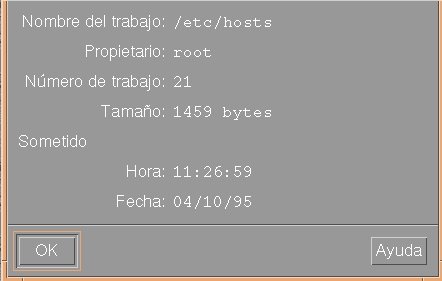 Nombre del trabajo: /etc/hosts
Propietario: root
Número de trabajo: 21
Tamaño: 1459 bytes
Sometido
Hora: 11:26:59
Fecha: 04/10/95
OK Ayuda